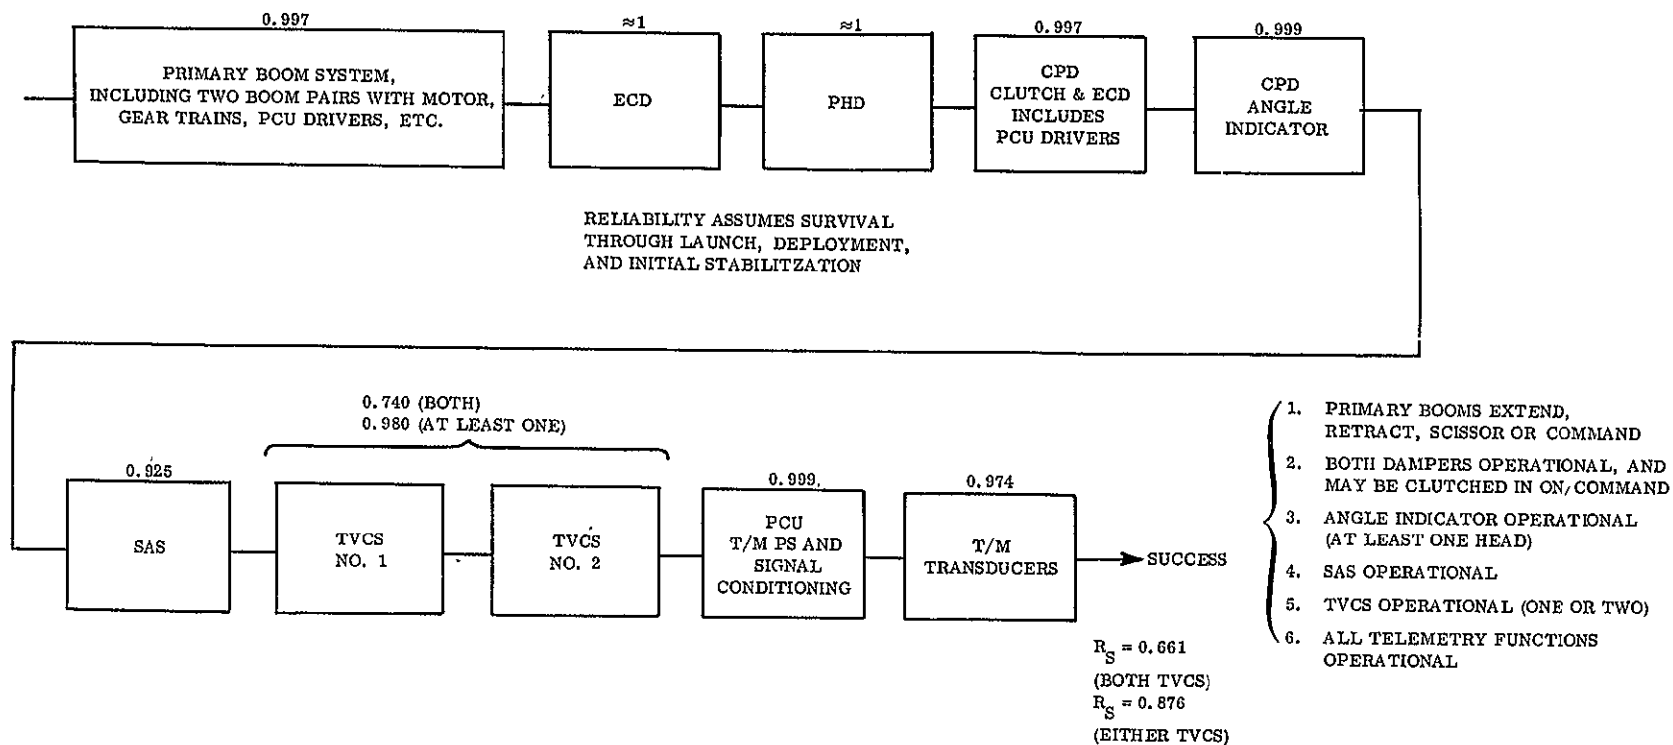 0.997
≈1
≈1
0.997
0.999
PRIMARY BOOM SYSTEM,
INCLUDING TWO BOOM PAIRS WITH MOTOR,
GEAR TRAINS, PCU DRIVERS, ETC.
ECD
PHD
CPD
CLUTCH & ECD
INCLUDES
PCU DRIVERS
CPD
ANGLE
INDICATOR
RELIABILITY ASSUMES SURVIVAL
THROUGH LAUNCH, DEPLOYMENT,
AND INITIAL STABILITZATION
0.740 (BOTH)
0.980 (AT LEAST ONE)
0.925
0.999
0.974
SAS
TVCS
NO. 1
TVCS
NO. 2
PCU
T/M PS AND
SIGNAL
CONDITIONING
T/M
TRANSDUCERS
SUCCESS
R_S = 0.661
(BOTH TVCS)
R_S = 0.876
(EITHER TVCS)
1. PRIMARY BOOMS EXTEND,
RETRACT, SCISSOR OR COMMAND
2. BOTH DAMPERS OPERATIONAL, AND
MAY BE CLUTCHED IN ON/COMMAND
3. ANGLE INDICATOR OPERATIONAL
(AT LEAST ONE HEAD)
4. SAS OPERATIONAL
5. TVCS OPERATIONAL (ONE OR TWO)
6. ALL TELEMETRY FUNCTIONS
OPERATIONAL